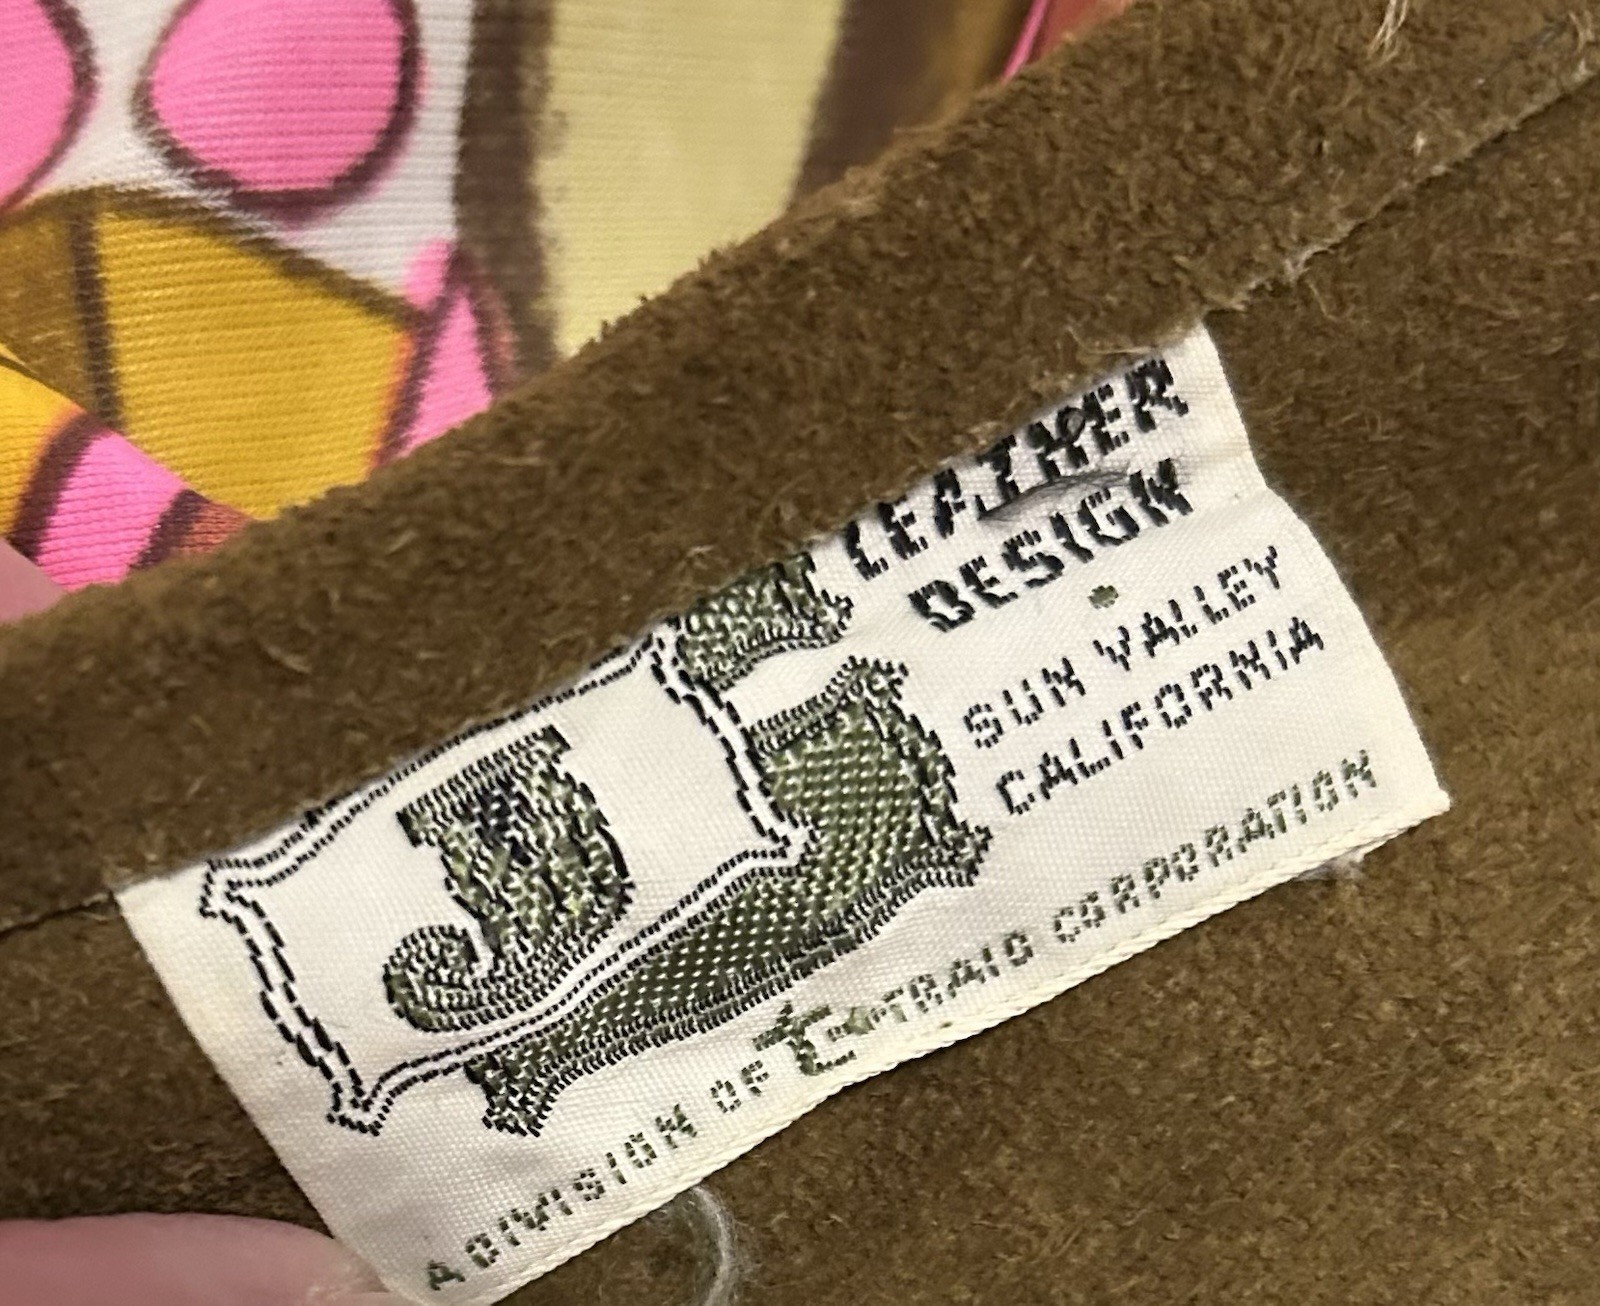 LEATHER
DESIGN
SUN VALLEY
CALIFORNIA
J
A DIVISION OF CORPORATION